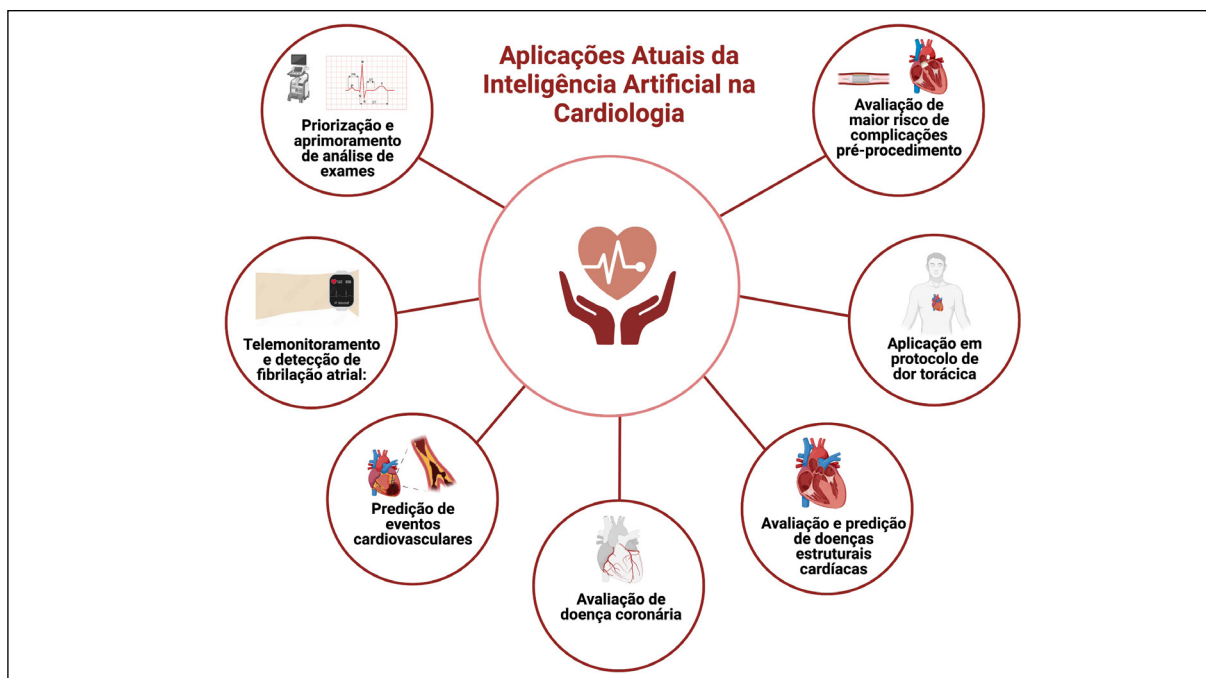 Aplicações Atuais da
Inteligência Artificial na
Cardiologia
Priorização e
aprimoramento
de análise de
exames
Avaliação de
maior risco de
complicações
pré-procedimento
Telemonitoramento
e detecção de
fibrilação atrial:
Aplicação em
protocolo de
dor torácica
Predição de
eventos
cardiovasculares
Avaliação e predição
de doenças
estruturais
cardíacas
Avaliação de
doença coronária